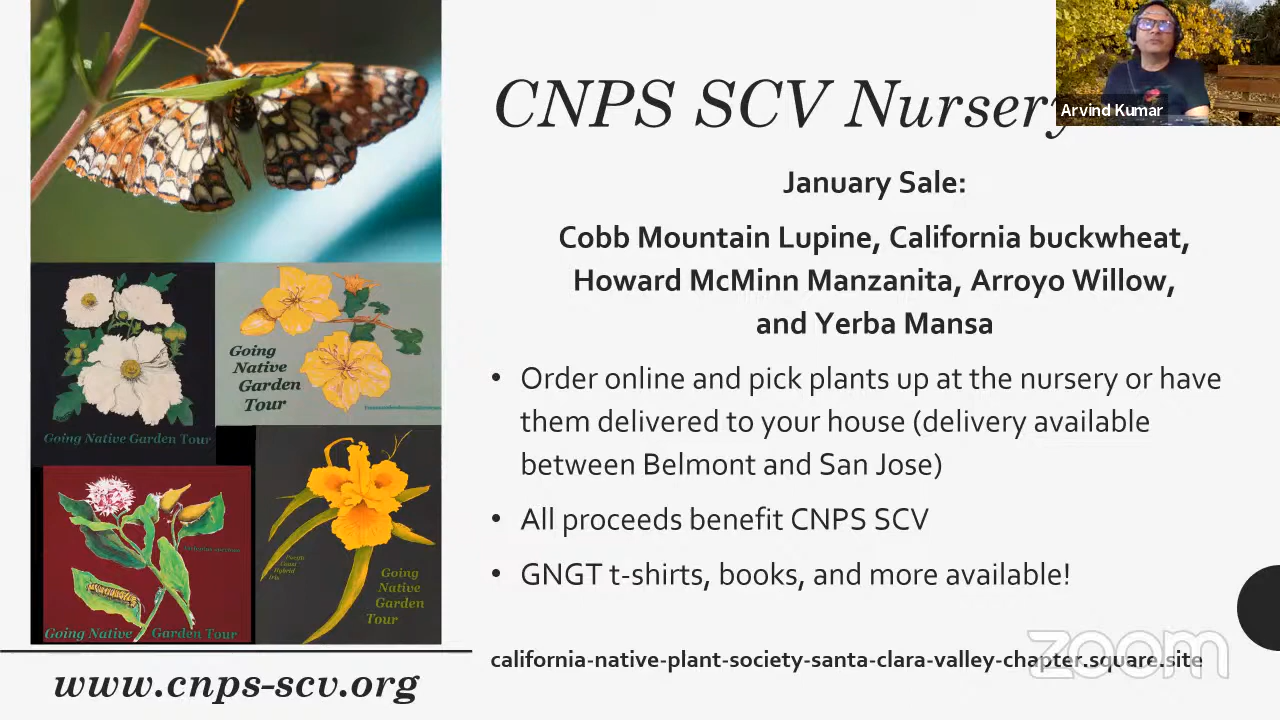 CNPS SCV Nursery
Arvind Kumar
January Sale:
Cobb Mountain Lupine, California buckwheat,
Howard McMinn Manzanita, Arroyo Willow,
and Yerba Mansa
• Order online and pick plants up at the nursery or have
them delivered to your house (delivery available
between Belmont and San Jose)
• All proceeds benefit CNPS SCV
• GNGT t-shirts, books, and more available!
california-native-plant-society-santa-clara-valley-chapter.square.site
zoom
Going Native Garden Tour
Going
Native
Garden
Tour
Going Native Garden Tour
Pacific
Coast
Hybrid
Iris
Going
Native
Garden
Tour
www.cnps-scv.org